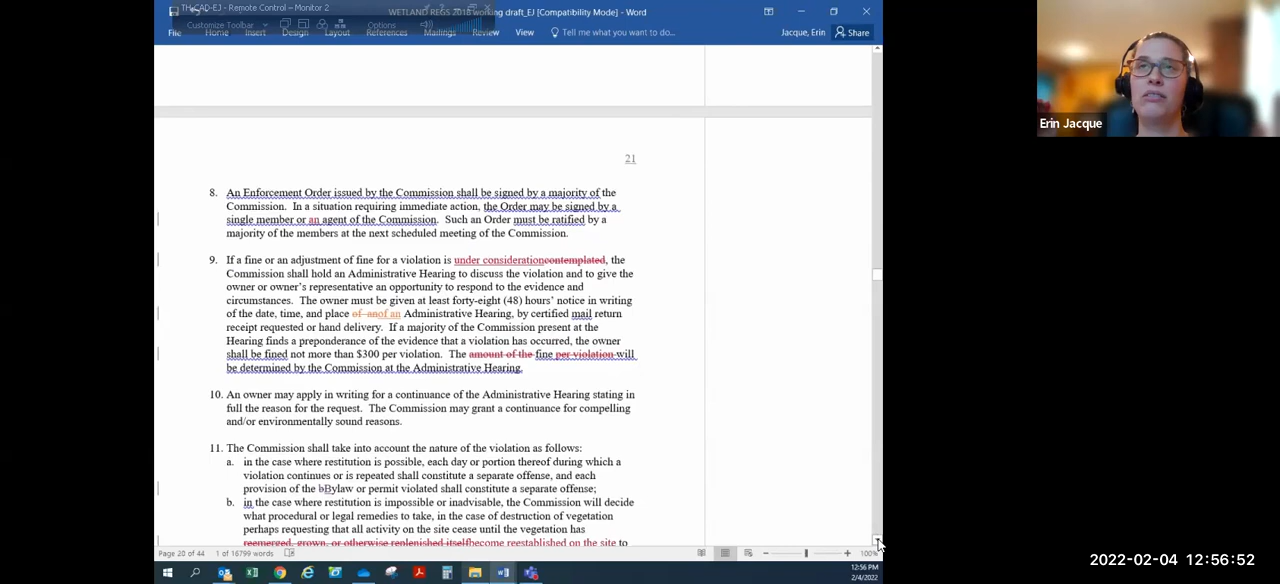 TH-CAD-EJ - Remote Control - Monitor 2
WETLAND REGS 2018 working draft_EJ [Compatibility Mode] - Word
Customize Toolbar
Options
File Home Insert Design Layout References Mailings Review View Tell me what you want to do...
Jacque, Erin Share
21
8. An Enforcement Order issued by the Commission shall be signed by a majority of the
Commission. In a situation requiring immediate action, the Order may be signed by a
single member or an agent of the Commission. Such an Order must be ratified by a
majority of the members at the next scheduled meeting of the Commission.
9. If a fine or an adjustment of fine for a violation is under considerationcontemplated, the
Commission shall hold an Administrative Hearing to discuss the violation and to give the
owner or owner's representative an opportunity to respond to the evidence and
circumstances. The owner must be given at least forty-eight (48) hours' notice in writing
of the date, time, and place of anof an Administrative Hearing, by certified mail return
receipt requested or hand delivery. If a majority of the Commission present at the
Hearing finds a preponderance of the evidence that a violation has occurred, the owner
shall be fined not more than $300 per violation. The amount of the fine per violation will
be determined by the Commission at the Administrative Hearing.
10. An owner may apply in writing for a continuance of the Administrative Hearing stating in
full the reason for the request. The Commission may grant a continuance for compelling
and/or environmentally sound reasons.
11. The Commission shall take into account the nature of the violation as follows:
a. in the case where restitution is possible, each day or portion thereof during which a
violation continues or is repeated shall constitute a separate offense, and each
provision of the bBylaw or permit violated shall constitute a separate offense;
b. in the case where restitution is impossible or inadvisable, the Commission will decide
what procedural or legal remedies to take, in the case of destruction of vegetation
perhaps requesting that all activity on the site cease until the vegetation has
reemerged, grown, or otherwise replenished itselfbecome reestablished on the site to
Page 20 of 44 1 of 16799 words
100%
12:56 PM
2/4/2022
Erin Jacque
2022-02-04 12:56:52